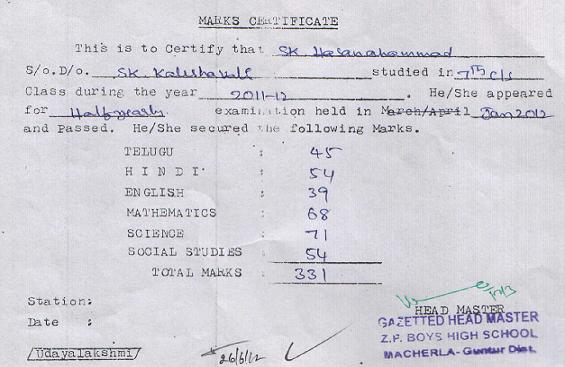 MARKS CERTIFICATE
This is to Certify that SK Hasanahammad
S/o.D/o. SK Kalishavali studied in 7th cls
Class during the year 2011-12 . He/She appeared
for Halfyearly examination held in March/April Jan 2012
and Passed. He/She secured the following Marks.
TELUGU : 45
HINDI : 54
ENGLISH : 39
MATHEMATICS : 68
SCIENCE : 71
SOCIAL STUDIES : 54
TOTAL MARKS : 331
Station:
HEAD MASTER
Date :
GAZETTED HEAD MASTER
Z.P. BOYS HIGH SCHOOL
MACHERLA- Guntur Dist.
/Udayalakshmi/ 26/6/12